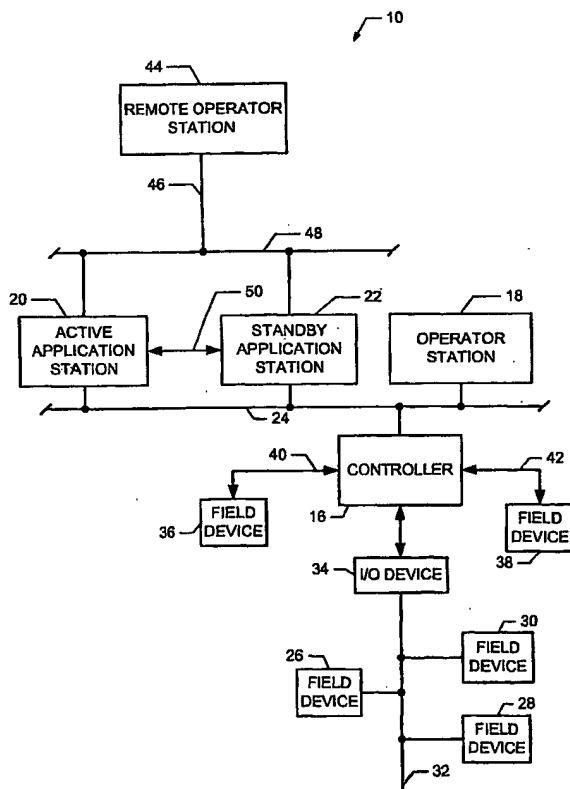 10
44
REMOTE OPERATOR
STATION
46
48
20
50
22
18
ACTIVE
APPLICATION
STATION
STANDBY
APPLICATION
STATION
OPERATOR
STATION
24
40
42
CONTROLLER
36
FIELD
DEVICE
16
FIELD
DEVICE
38
34
I/O DEVICE
30
FIELD
DEVICE
26
FIELD
DEVICE
28
FIELD
DEVICE
32